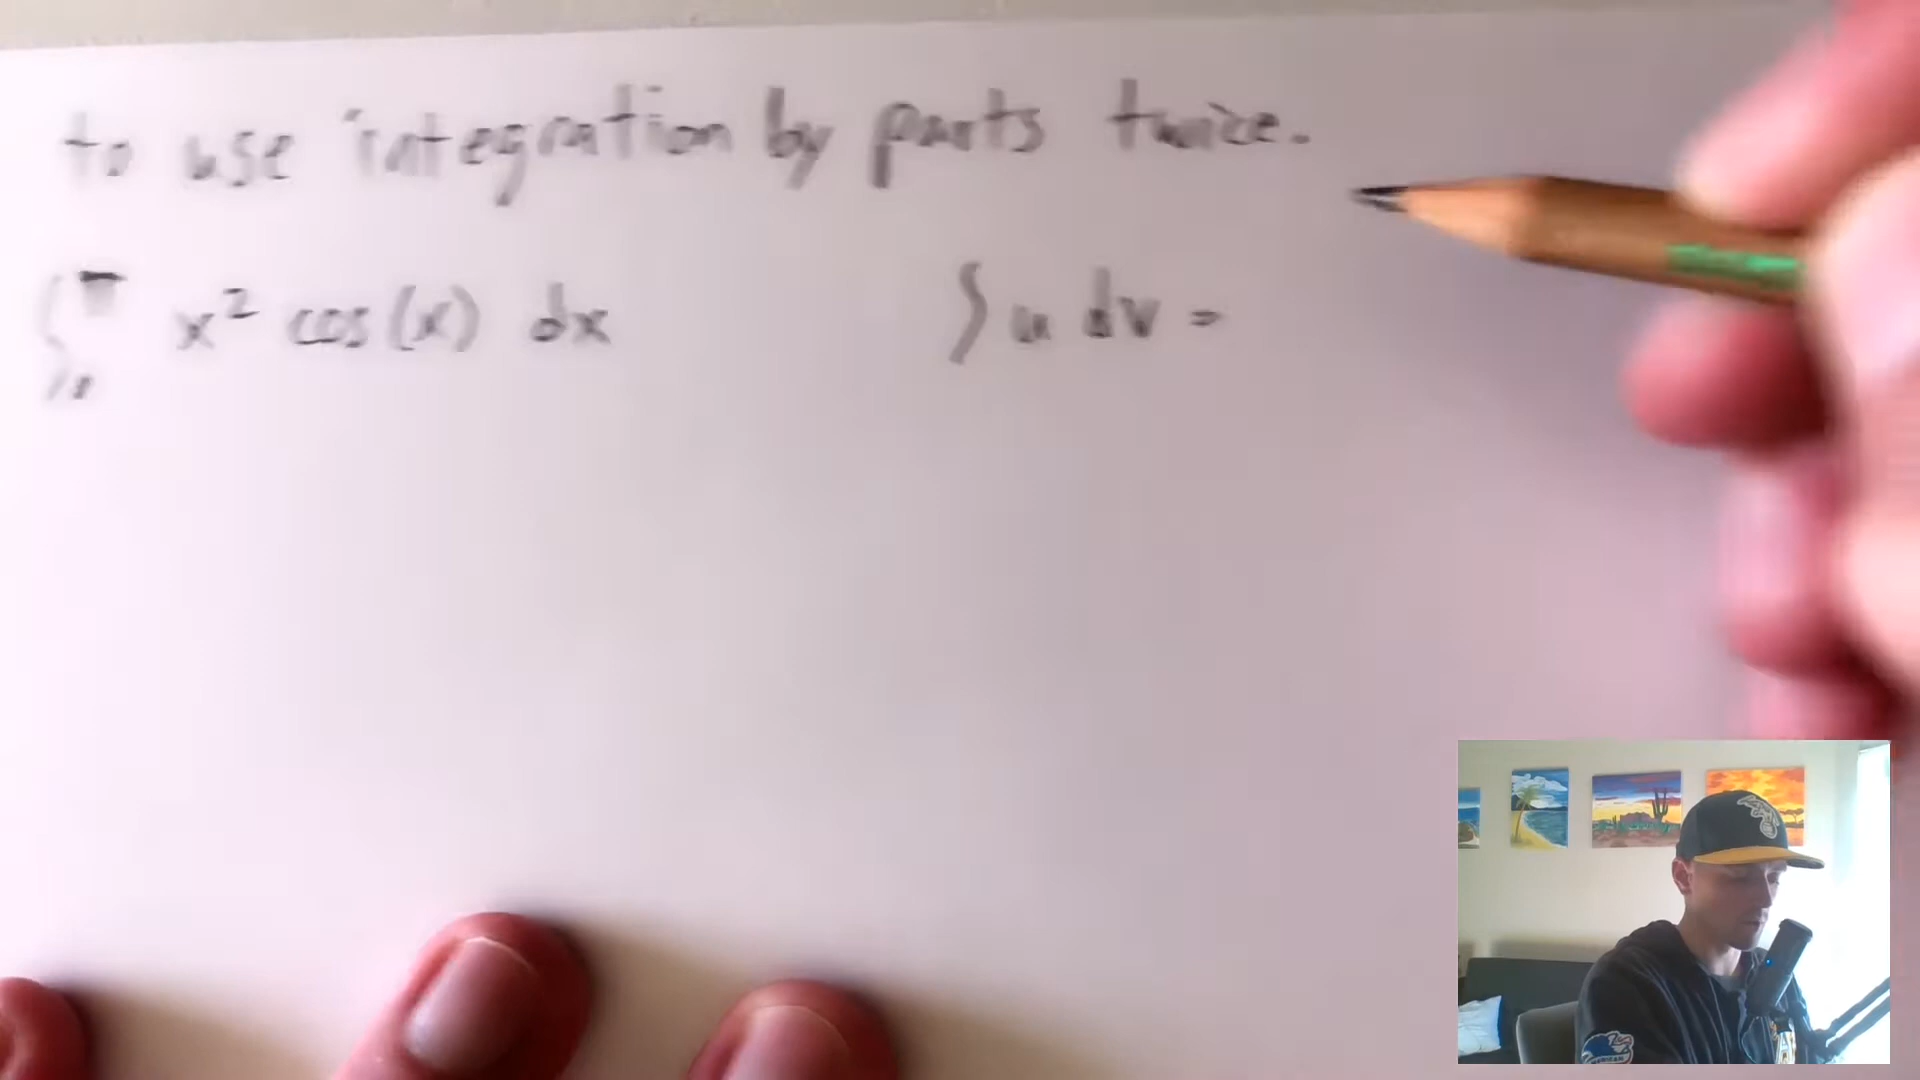 to use integration by parts twice.
∫₀^π x² cos(x) dx ∫ u dv =